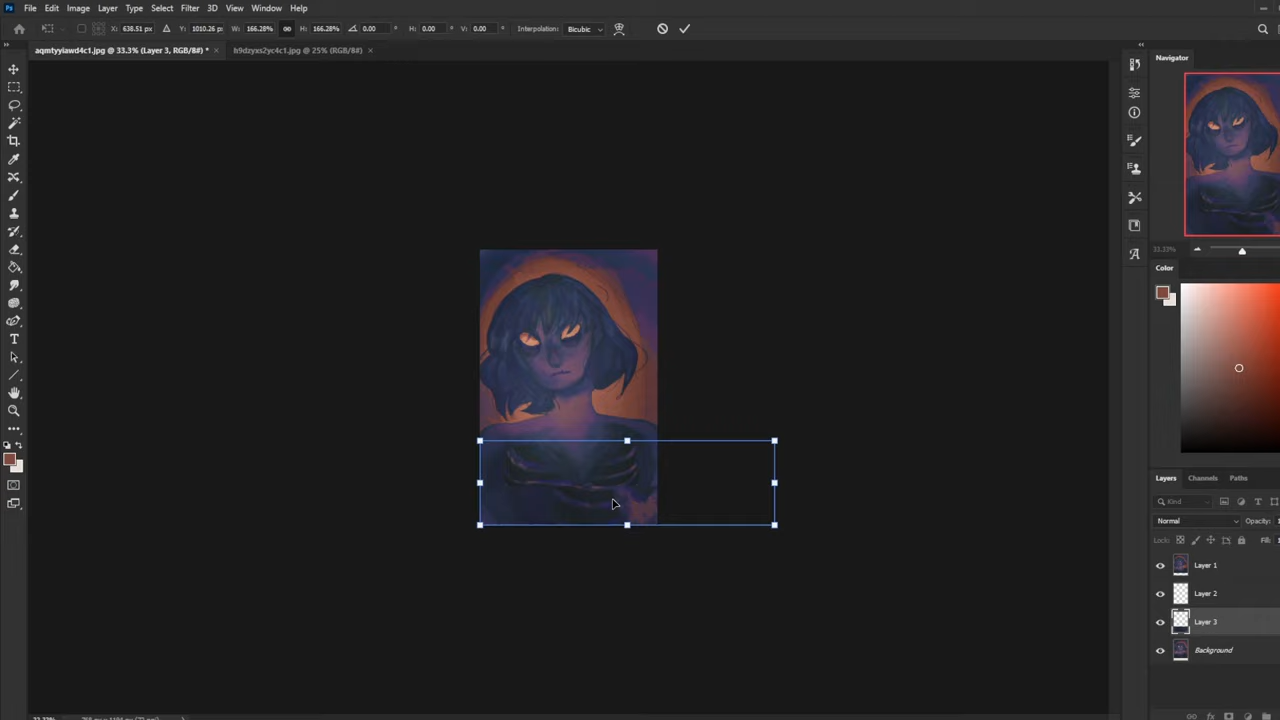 File Edit Image Layer Type Select Filter 3D View Window Help
X: 638.51 px Y: 1010.26 px W: 166.28% H: 166.28% 0.00 ° H: 0.00 ° V: 0.00 ° Interpolation: Bicubic
aqmtyyiawd4c1.jpg @ 33.3% (Layer 3, RGB/8#) * × h9dzyxs2yc4c1.jpg @ 25% (RGB/8#) ×
Navigator
33.33%
Color
Layers Channels Paths
Kind
Normal Opacity:
Lock: Fill:
Layer 1
Layer 2
Layer 3
Background